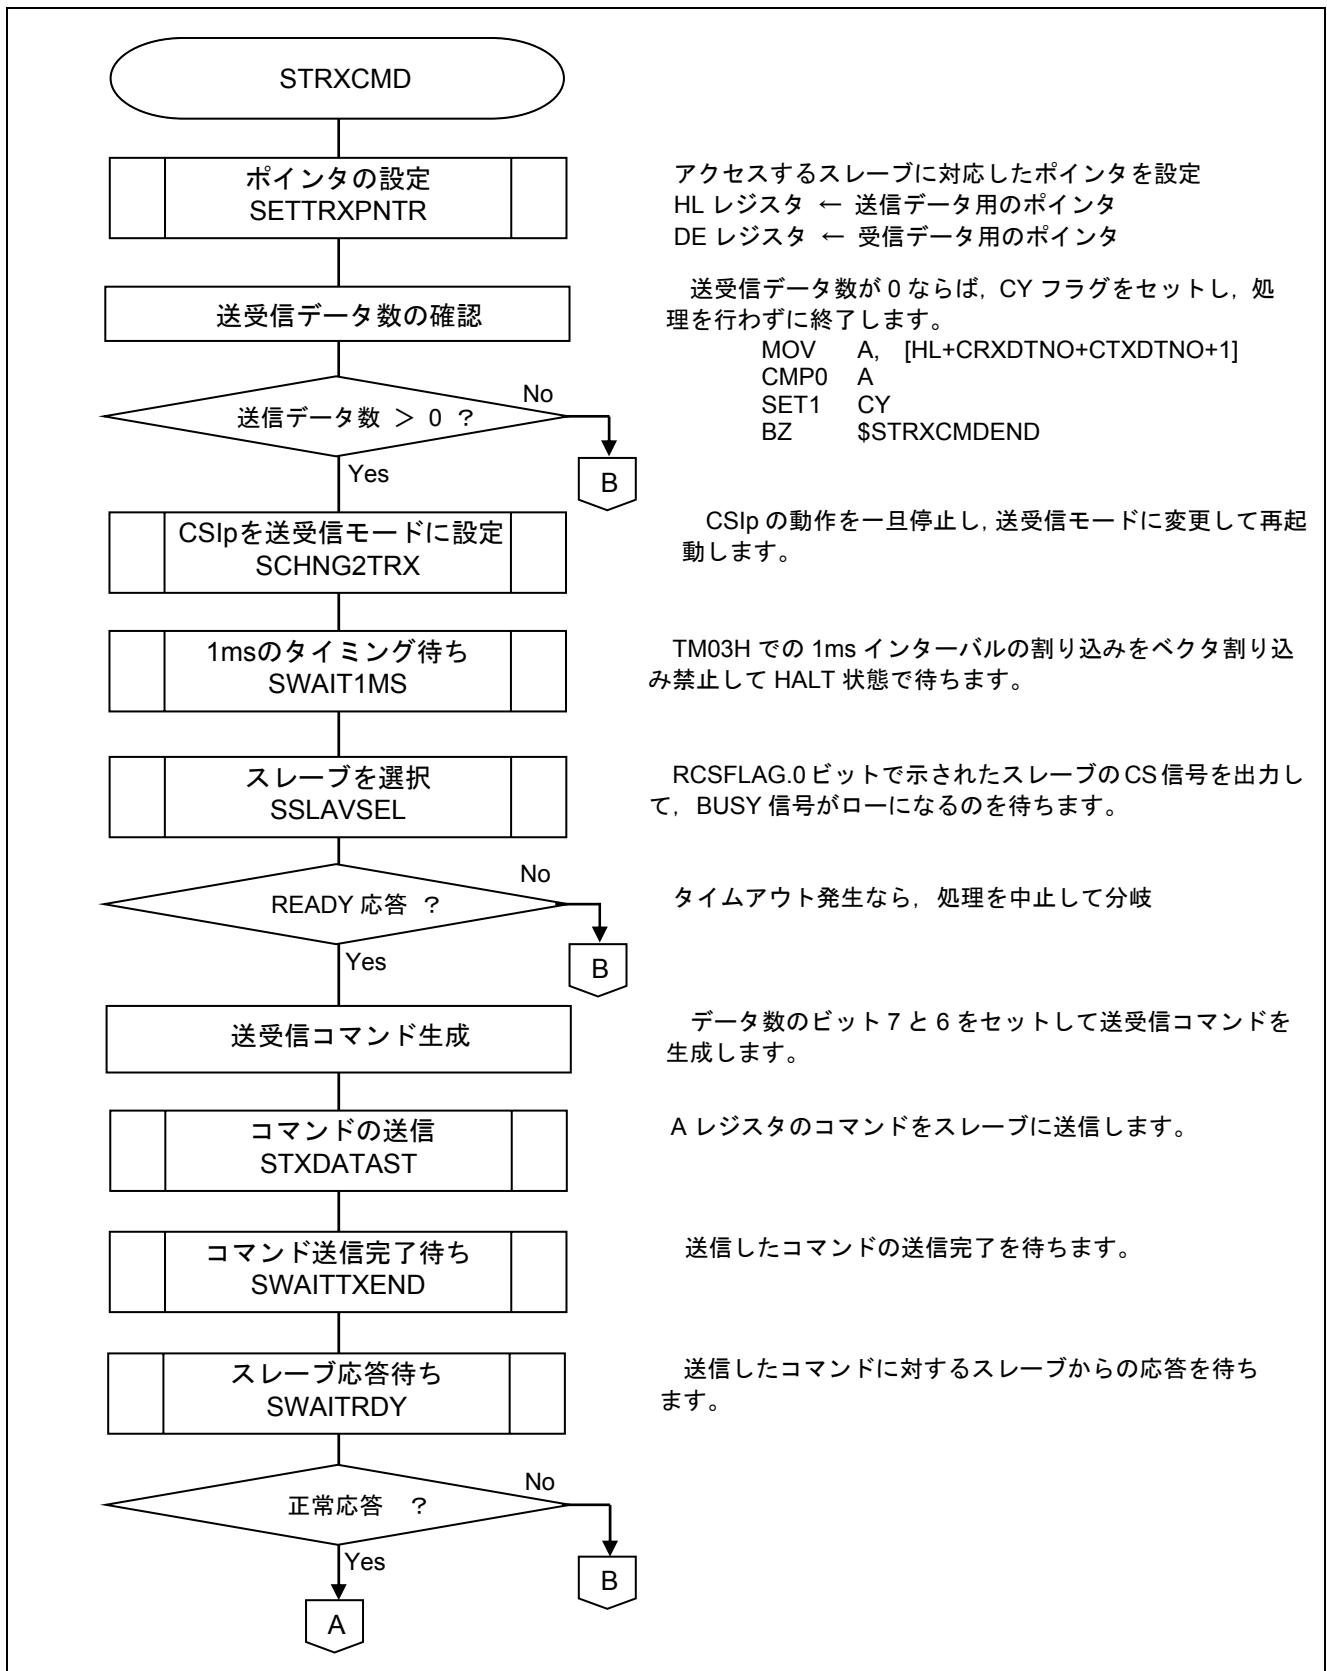 STRXCMD
ポインタの設定
SETTRXPNTR
アクセスするスレーブに対応したポインタを設定
HL レジスタ ← 送信データ用のポインタ
DE レジスタ ← 受信データ用のポインタ
送受信データ数の確認
送受信データ数が 0 ならば，CY フラグをセットし，処
理を行わずに終了します。
MOV A, [HL+CRXDTNO+CTXDTNO+1]
CMP0 A
SET1 CY
BZ $STRXCMDEND
送信データ数 ＞ 0 ？
No
B
Yes
CSIpを送受信モードに設定
SCHNG2TRX
CSIp の動作を一旦停止し，送受信モードに変更して再起
動します。
1msのタイミング待ち
SWAIT1MS
TM03H での 1ms インターバルの割り込みをベクタ割り込
み禁止して HALT 状態で待ちます。
スレーブを選択
SSLAVSEL
RCSFLAG.0 ビットで示されたスレーブの CS 信号を出力し
て，BUSY 信号がローになるのを待ちます。
READY 応答 ？
No
B
Yes
タイムアウト発生なら，処理を中止して分岐
送受信コマンド生成
データ数のビット 7 と 6 をセットして送受信コマンドを
生成します。
コマンドの送信
STXDATAST
A レジスタのコマンドをスレーブに送信します。
コマンド送信完了待ち
SWAITTXEND
送信したコマンドの送信完了を待ちます。
スレーブ応答待ち
SWAITRDY
送信したコマンドに対するスレーブからの応答を待ち
ます。
正常応答 ？
No
B
Yes
A